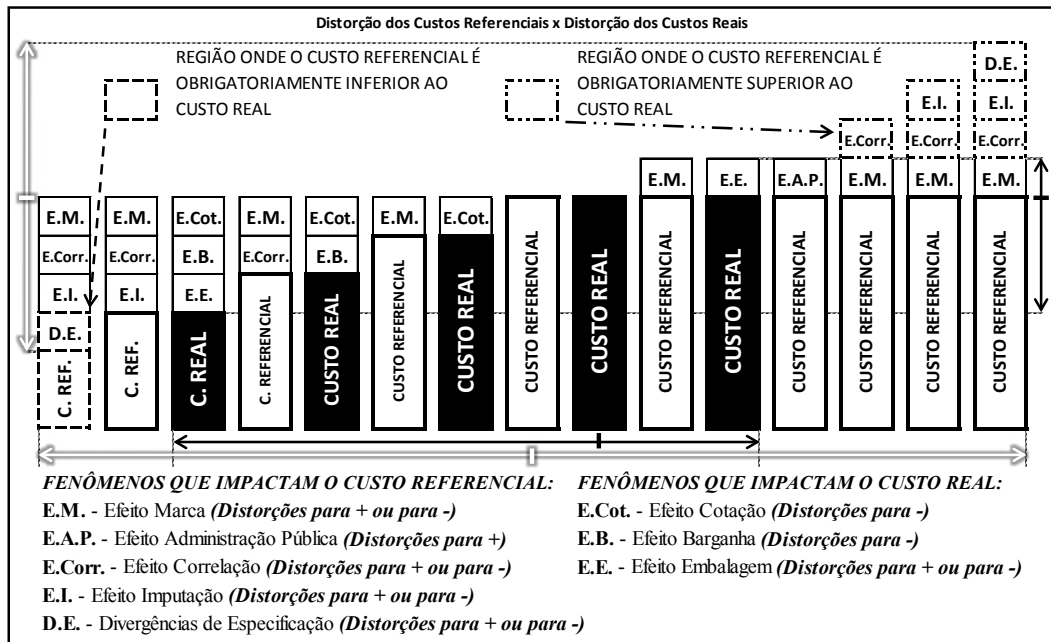 Distorção dos Custos Referenciais x Distorção dos Custos Reais
REGIÃO ONDE O CUSTO REFERENCIAL É
OBRIGATORIAMENTE INFERIOR AO
CUSTO REAL
REGIÃO ONDE O CUSTO REFERENCIAL É
OBRIGATORIAMENTE SUPERIOR AO
CUSTO REAL
E.M.
E.Corr.
E.I.
D.E.
C. REF.
E.M.
E.Corr.
E.I.
C. REF.
E.Cot.
E.B.
E.E.
C. REAL
E.M.
E.Corr.
C. REFERENCIAL
E.Cot.
E.B.
CUSTO REAL
E.M.
CUSTO REFERENCIAL
E.Cot.
CUSTO REAL
CUSTO REFERENCIAL
CUSTO REAL
E.M.
CUSTO REFERENCIAL
E.E.
CUSTO REAL
E.A.P.
CUSTO REFERENCIAL
E.Corr.
E.M.
CUSTO REFERENCIAL
E.I.
E.Corr.
E.M.
CUSTO REFERENCIAL
D.E.
E.I.
E.Corr.
E.M.
CUSTO REFERENCIAL
FENÔMENOS QUE IMPACTAM O CUSTO REFERENCIAL:
E.M. - Efeito Marca (Distorções para + ou para -)
E.A.P. - Efeito Administração Pública (Distorções para +)
E.Corr. - Efeito Correlação (Distorções para + ou para -)
E.I. - Efeito Imputação (Distorções para + ou para -)
D.E. - Divergências de Especificação (Distorções para + ou para -)
FENÔMENOS QUE IMPACTAM O CUSTO REAL:
E.Cot. - Efeito Cotação (Distorções para -)
E.B. - Efeito Barganha (Distorções para -)
E.E. - Efeito Embalagem (Distorções para + ou para -)